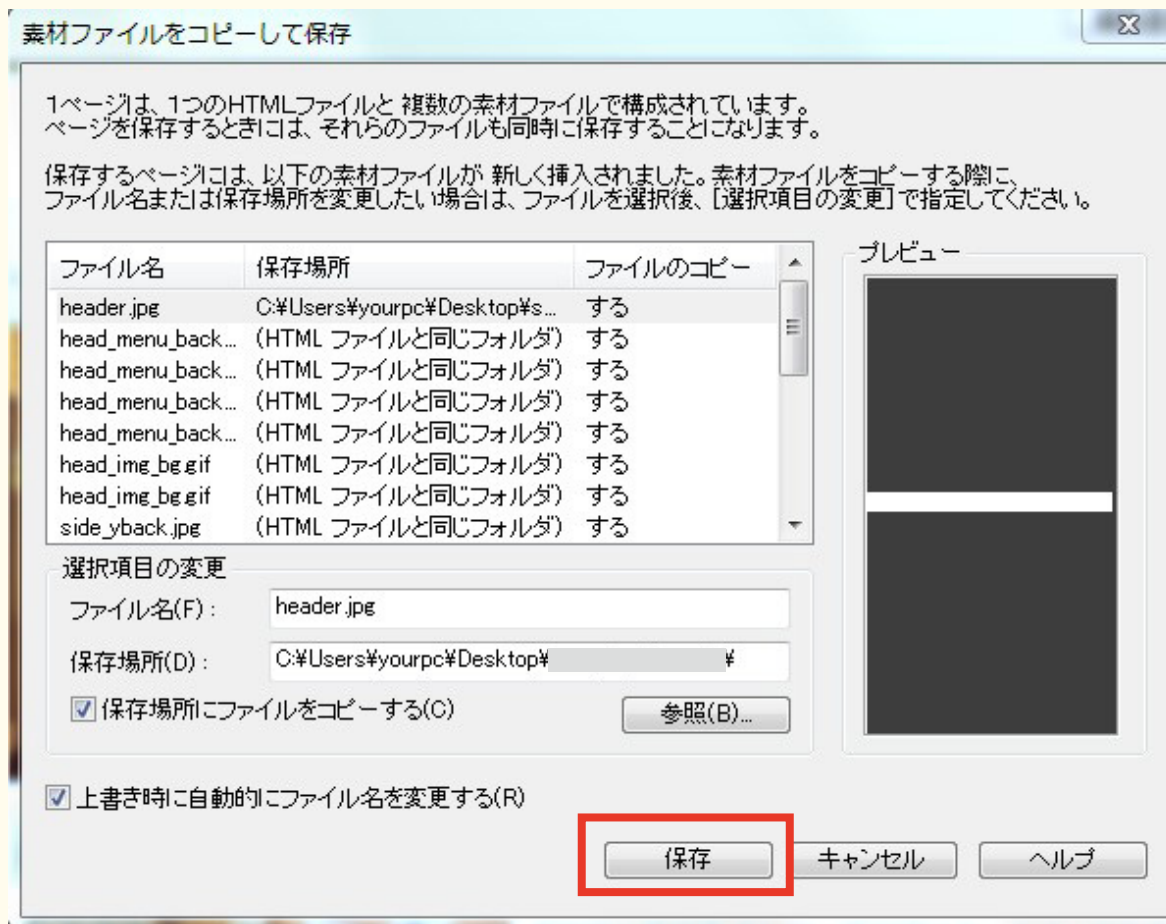 素材ファイルをコピーして保存
1ページは、1つのHTMLファイルと 複数の素材ファイルで構成されています。
ページを保存するときには、それらのファイルも同時に保存することになります。
保存するページには、以下の素材ファイルが 新しく挿入されました。素材ファイルをコピーする際に、
ファイル名または保存場所を変更したい場合は、ファイルを選択後、[選択項目の変更]で指定してください。
ファイル名 保存場所 ファイルのコピー
header.jpg C:¥Users¥yourpc¥Desktop¥s... する
head_menu_back... (HTML ファイルと同じフォルダ) する
head_menu_back... (HTML ファイルと同じフォルダ) する
head_menu_back... (HTML ファイルと同じフォルダ) する
head_menu_back... (HTML ファイルと同じフォルダ) する
head_img_bg.gif (HTML ファイルと同じフォルダ) する
head_img_bg.gif (HTML ファイルと同じフォルダ) する
side_yback.jpg (HTML ファイルと同じフォルダ) する
プレビュー
選択項目の変更
ファイル名(F): header.jpg
保存場所(D): C:¥Users¥yourpc¥Desktop¥ ¥
保存場所にファイルをコピーする(C) 参照(B)...
上書き時に自動的にファイル名を変更する(R)
保存 キャンセル ヘルプ